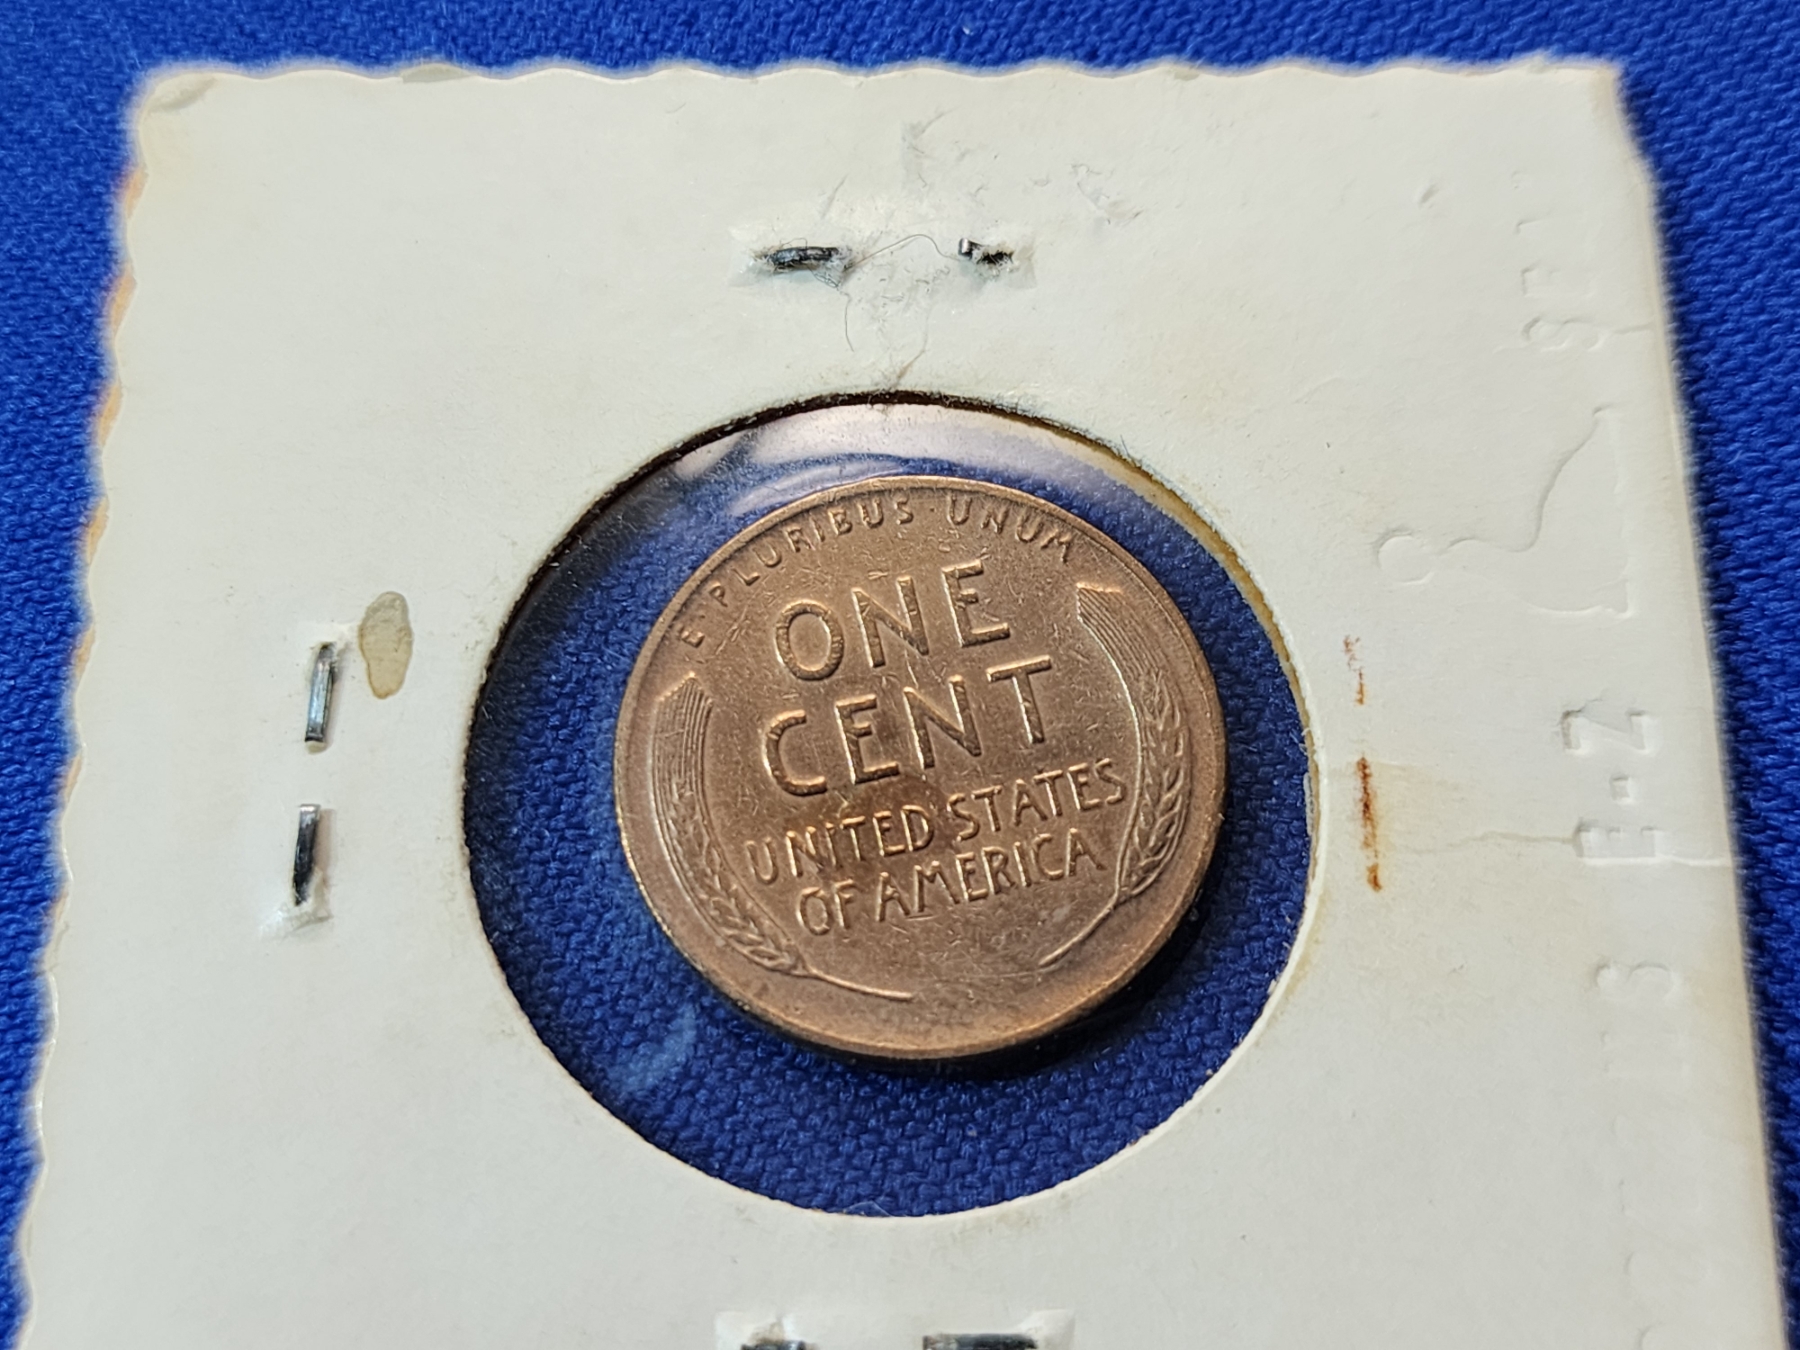 E · PLURIBUS · UNUM
ONE
CENT
UNITED STATES
OF AMERICA